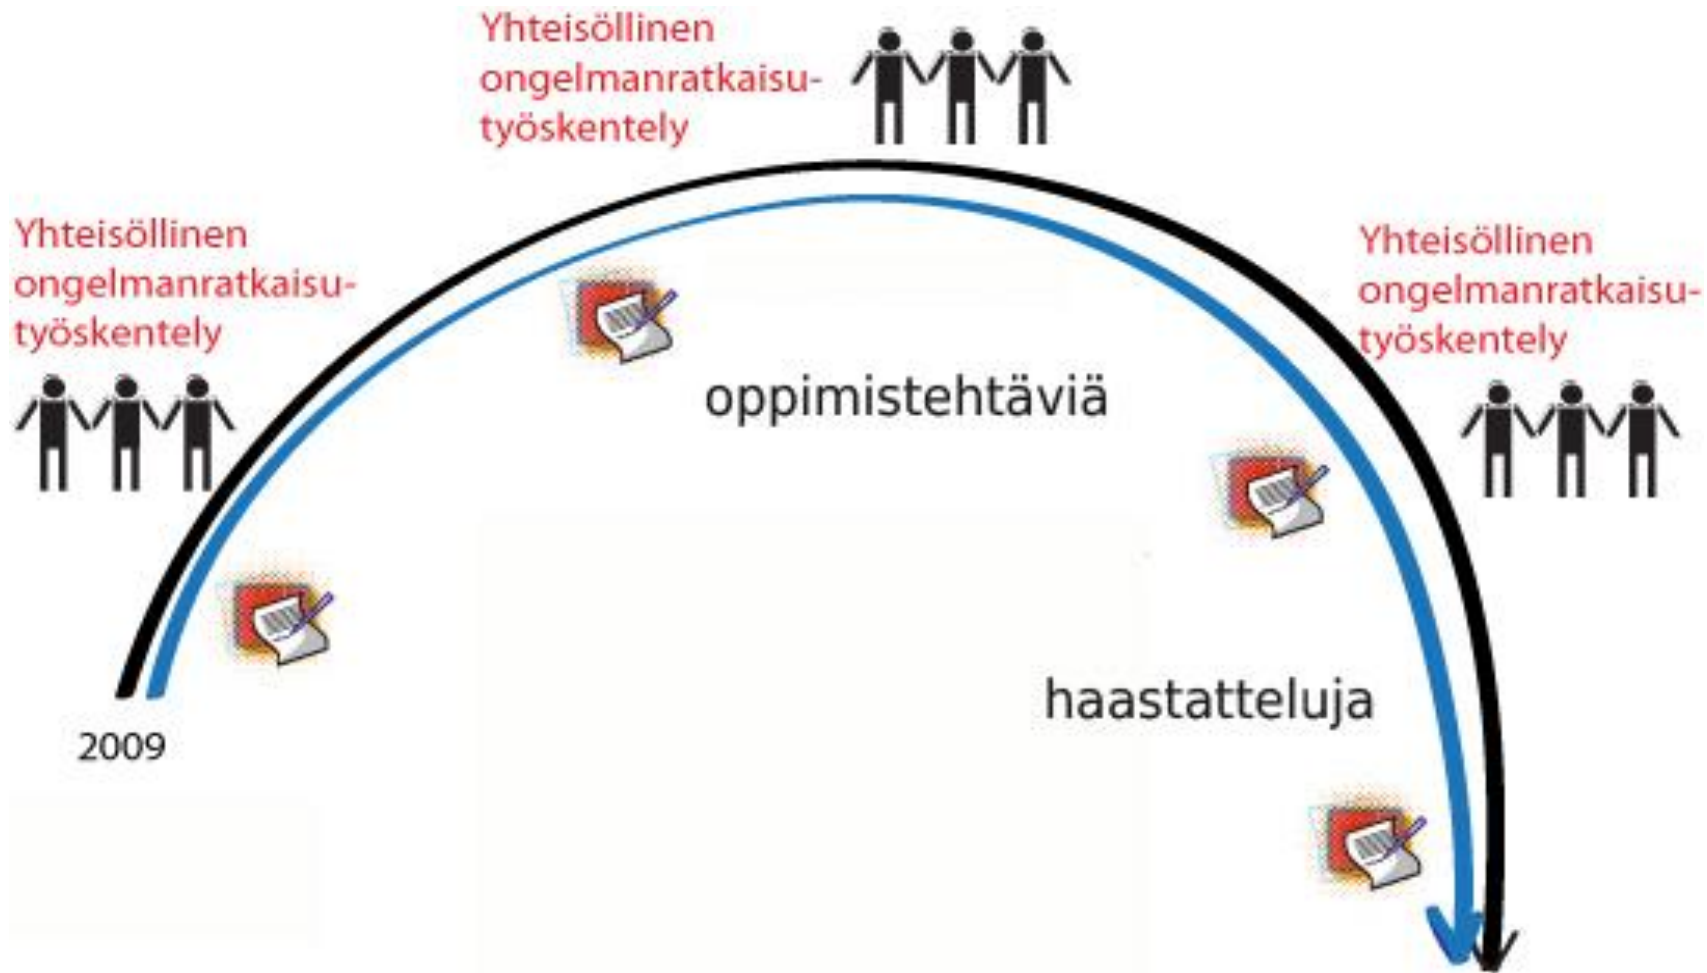 Yhteisöllinen
ongelmanratkaisu-
työskentely
Yhteisöllinen
ongelmanratkaisu-
työskentely
Yhteisöllinen
ongelmanratkaisu-
työskentely
oppimistehtäviä
haastatteluja
2009